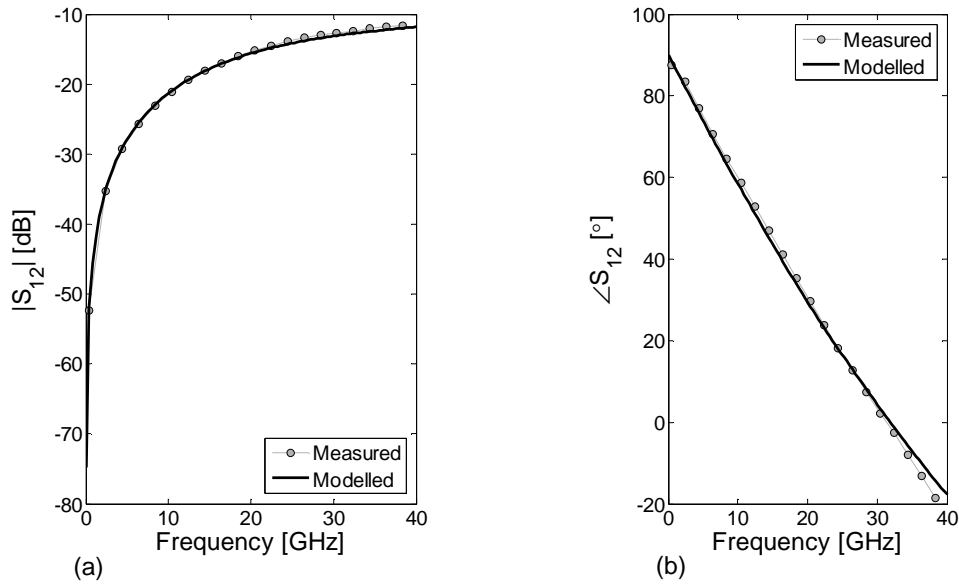 -10
-20
-30
-40
-50
-60
-70
-80
|S12| [dB]
0
10
20
30
40
Frequency [GHz]
Measured
Modelled
(a)
100
80
60
40
20
0
-20
∠S12 [°]
0
10
20
30
40
Frequency [GHz]
Measured
Modelled
(b)